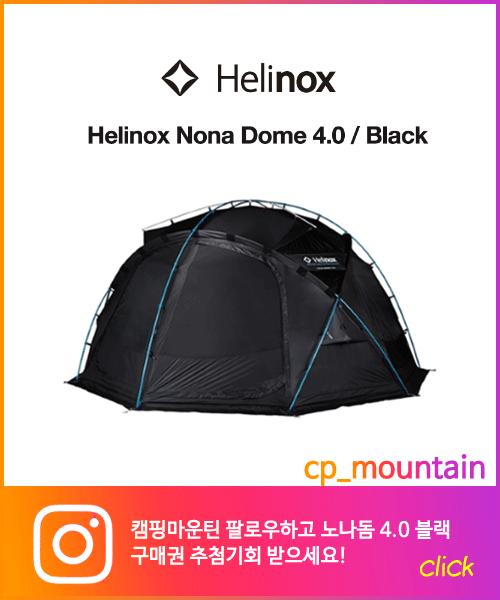 Helinox
Helinox Nona Dome 4.0 / Black
Helinox
cp_mountain
캠핑마운틴 팔로우하고 노나돔 4.0 블랙
구매권 추첨기회 받으세요!
click